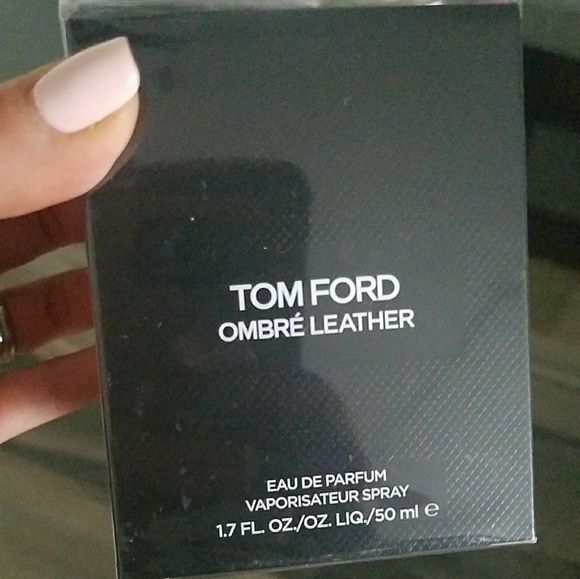 TOM FORD
OMBRÉ LEATHER
EAU DE PARFUM
VAPORISATEUR SPRAY
1.7 FL. OZ./OZ. LIQ./50 ml ℮